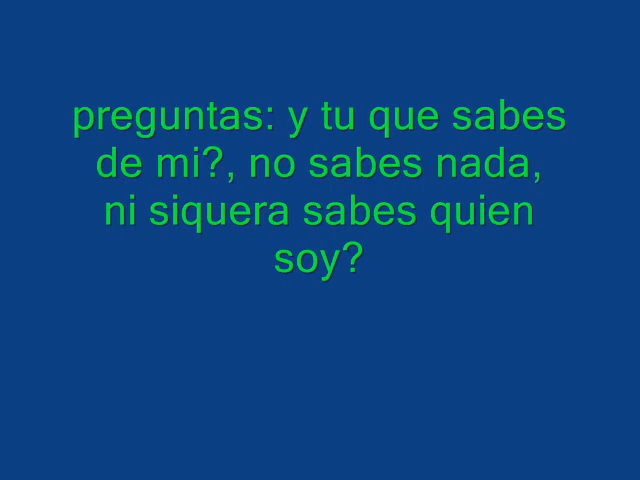 preguntas: y tu que sabes
de mi?, no sabes nada,
ni siquera sabes quien
soy?